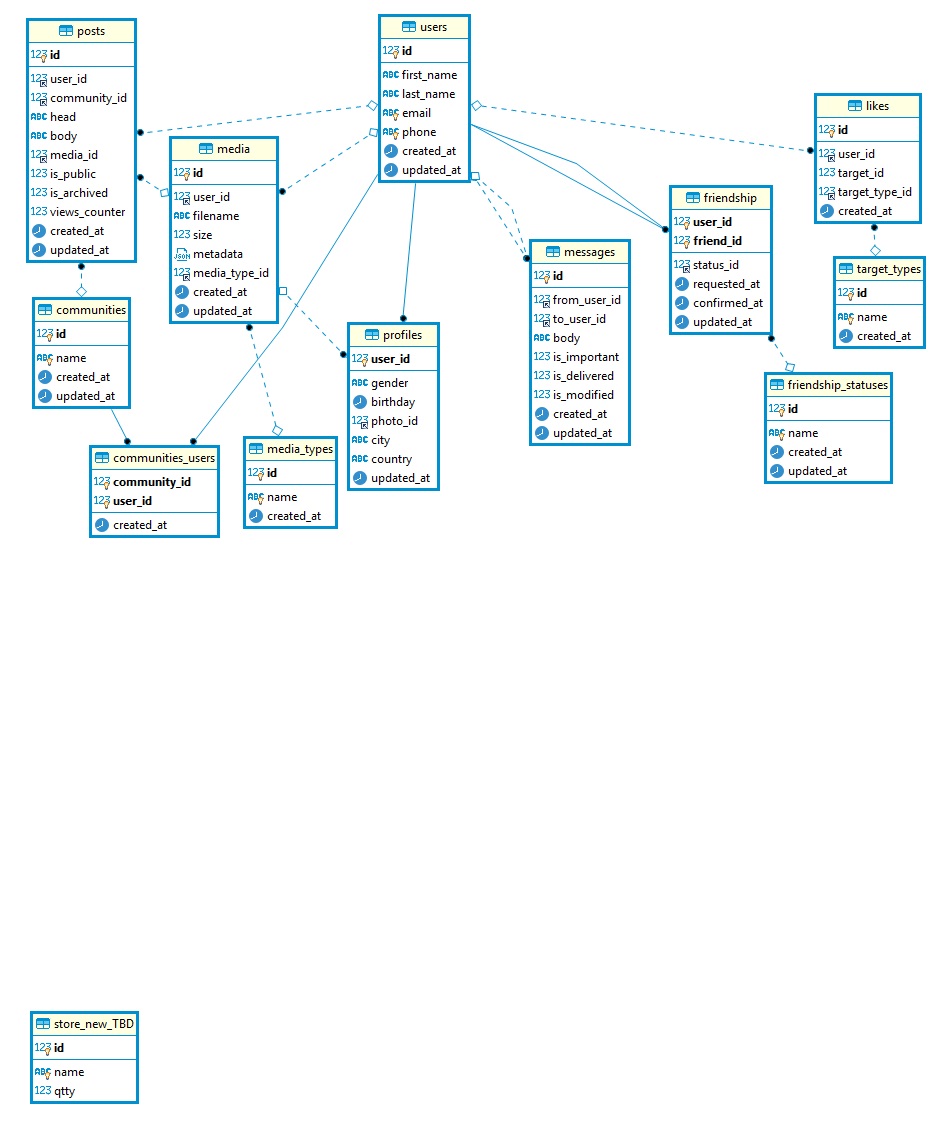 posts
id
user_id
community_id
head
body
media_id
is_public
is_archived
views_counter
created_at
updated_at
users
id
first_name
last_name
email
phone
created_at
updated_at
likes
id
user_id
target_id
target_type_id
created_at
media
id
user_id
filename
size
metadata
media_type_id
created_at
updated_at
friendship
user_id
friend_id
status_id
requested_at
confirmed_at
updated_at
messages
id
from_user_id
to_user_id
body
is_important
is_delivered
is_modified
created_at
updated_at
target_types
id
name
created_at
communities
id
name
created_at
updated_at
profiles
user_id
gender
birthday
photo_id
city
country
updated_at
friendship_statuses
id
name
created_at
updated_at
communities_users
community_id
user_id
created_at
media_types
id
name
created_at
store_new_TBD
id
name
qtty